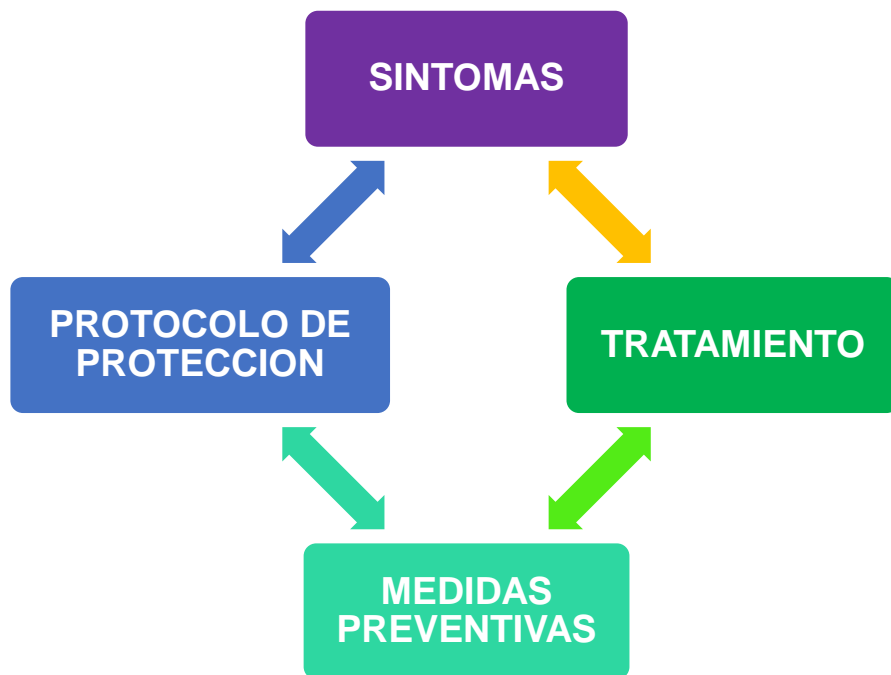 SINTOMAS
PROTOCOLO DE
PROTECCION
TRATAMIENTO
MEDIDAS
PREVENTIVAS